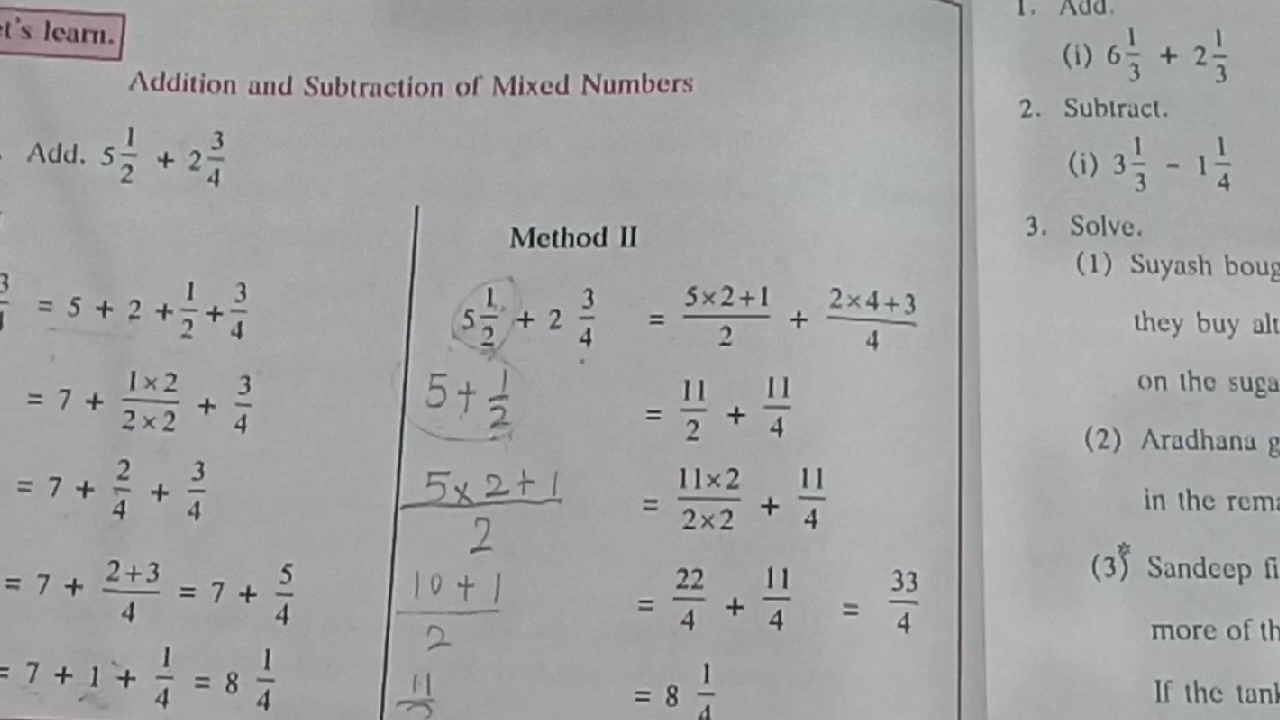 t's learn.
Addition and Subtraction of Mixed Numbers
Add. 5 1/2 + 2 3/4
= 5 + 2 + 1/2 + 3/4
= 7 + 1×2/2×2 + 3/4
= 7 + 2/4 + 3/4
= 7 + 2+3/4 = 7 + 5/4
= 7 + 1 + 1/4 = 8 1/4
Method II
5 1/2 + 2 3/4 = 5×2+1/2 + 2×4+3/4
= 11/2 + 11/4
= 11×2/2×2 + 11/4
= 22/4 + 11/4 = 33/4
= 8 1/4
5 + 1/2
5×2+1/2
10+1/2
11
1. Add.
(i) 6 1/3 + 2 1/3
2. Subtract.
(i) 3 1/3 - 1 1/4
3. Solve.
(1) Suyash boug
they buy alt
on the suga
(2) Aradhana g
in the rema
(3)* Sandeep fi
more of th
If the tank